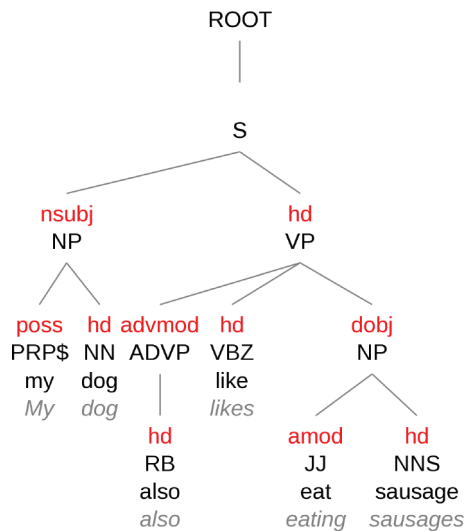 ROOT
S
nsubj hd
NP VP
poss hd advmod hd dobj
PRP$ NN ADVP VBZ NP
my dog like
My dog likes
hd amod hd
RB JJ NNS
also eat sausage
also eating sausages